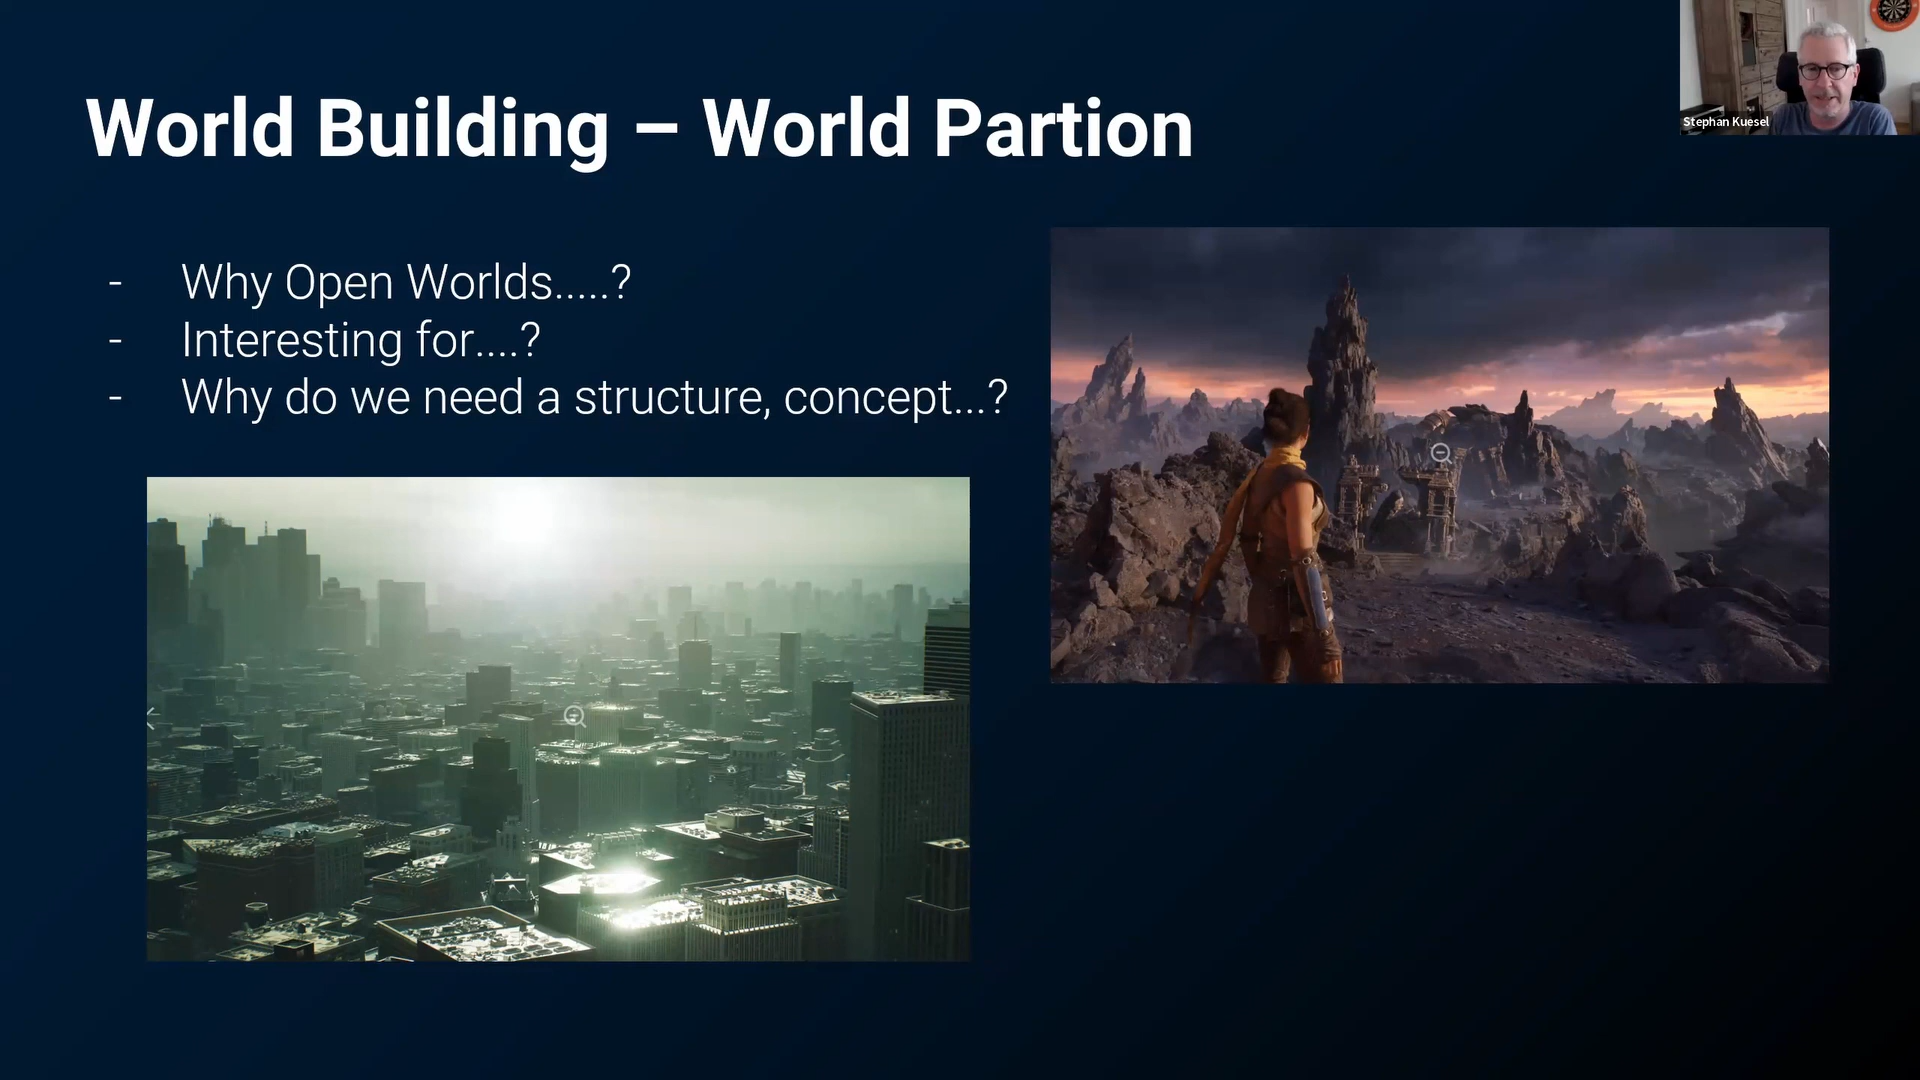 World Building – World Partion
Stephan Kuesel
- Why Open Worlds.....?
- Interesting for....?
- Why do we need a structure, concept...?